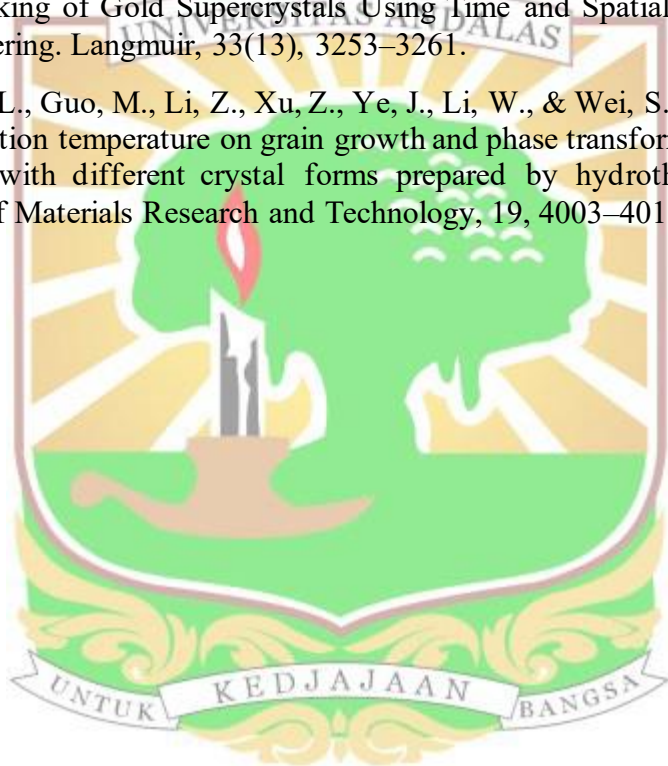 king of Gold Supercrystals Using Time and Spatial
UNIVERSITAS ANDALAS
ering. Langmuir, 33(13), 3253–3261.
L., Guo, M., Li, Z., Xu, Z., Ye, J., Li, W., & Wei, S.
tion temperature on grain growth and phase transfor
with different crystal forms prepared by hydroth
f Materials Research and Technology, 19, 4003–401
UNTUK KEDJAJAAN BANGSA